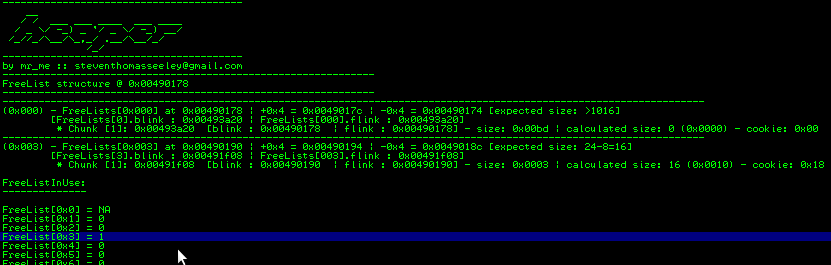 heaper
by mr_me :: steventhomasseeley@gmail.com
FreeList structure @ 0x00490178
(0x000) - FreeLists[0x000] at 0x00490178 | +0x4 = 0x0049017c | -0x4 = 0x00490174 [expected size: >1016]
[FreeLists[0].blink : 0x00493a20 | FreeLists[000].flink : 0x00493a20]
* Chunk [1]: 0x00493a20 [blink : 0x00490178 | flink : 0x00490178] - size: 0x00bd | calculated size: 0 (0x0000) - cookie: 0x00
(0x003) - FreeLists[0x003] at 0x00490190 | +0x4 = 0x00490194 | -0x4 = 0x0049018c [expected size: 24-8=16]
[FreeLists[3].blink : 0x00491f08 | FreeLists[003].flink : 0x00491f08]
* Chunk [1]: 0x00491f08 [blink : 0x00490190 | flink : 0x00490190] - size: 0x0003 | calculated size: 16 (0x0010) - cookie: 0x18
FreeListInUse:
FreeList[0x0] = NA
FreeList[0x1] = 0
FreeList[0x2] = 0
FreeList[0x3] = 1
FreeList[0x4] = 0
FreeList[0x5] = 0
FreeList[0x6] = 0